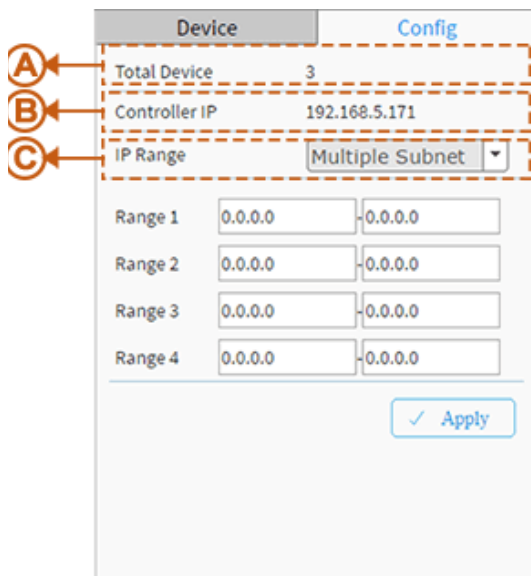 Device Config
A Total Device 3
B Controller IP 192.168.5.171
C IP Range Multiple Subnet
Range 1 0.0.0.0 - 0.0.0.0
Range 2 0.0.0.0 - 0.0.0.0
Range 3 0.0.0.0 - 0.0.0.0
Range 4 0.0.0.0 - 0.0.0.0
✓ Apply